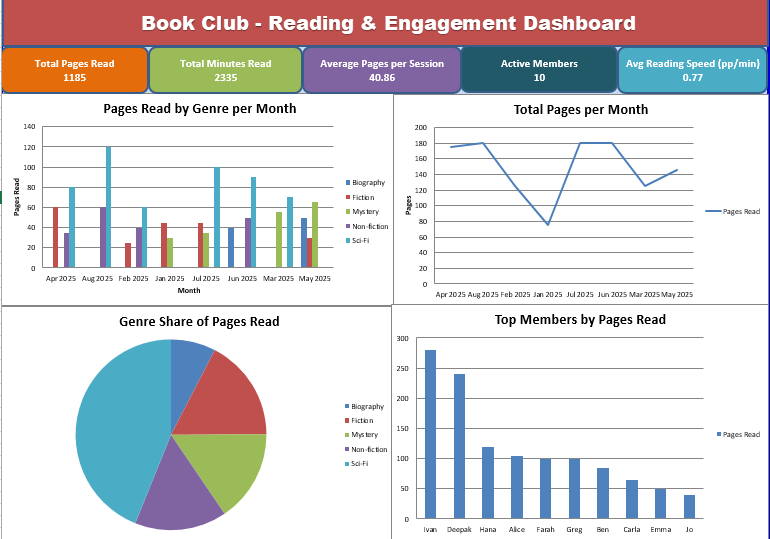 Book Club - Reading & Engagement Dashboard
Total Pages Read
1185
Total Minutes Read
2335
Average Pages per Session
40.86
Active Members
10
Avg Reading Speed (pp/min)
0.77
Pages Read by Genre per Month
Pages Read
140
120
100
80
60
40
20
0
Apr 2025 Aug 2025 Feb 2025 Jan 2025 Jul 2025 Jun 2025 Mar 2025 May 2025
Month
Biography
Fiction
Mystery
Non-fiction
Sci-Fi
Total Pages per Month
Pages
200
180
160
140
120
100
80
60
40
20
0
Apr 2025 Aug 2025 Feb 2025 Jan 2025 Jul 2025 Jun 2025 Mar 2025 May 2025
Pages Read
Genre Share of Pages Read
Biography
Fiction
Mystery
Non-fiction
Sci-Fi
Top Members by Pages Read
300
250
200
150
100
50
0
Ivan Deepak Hana Alice Farah Greg Ben Carla Emma Jo
Pages Read